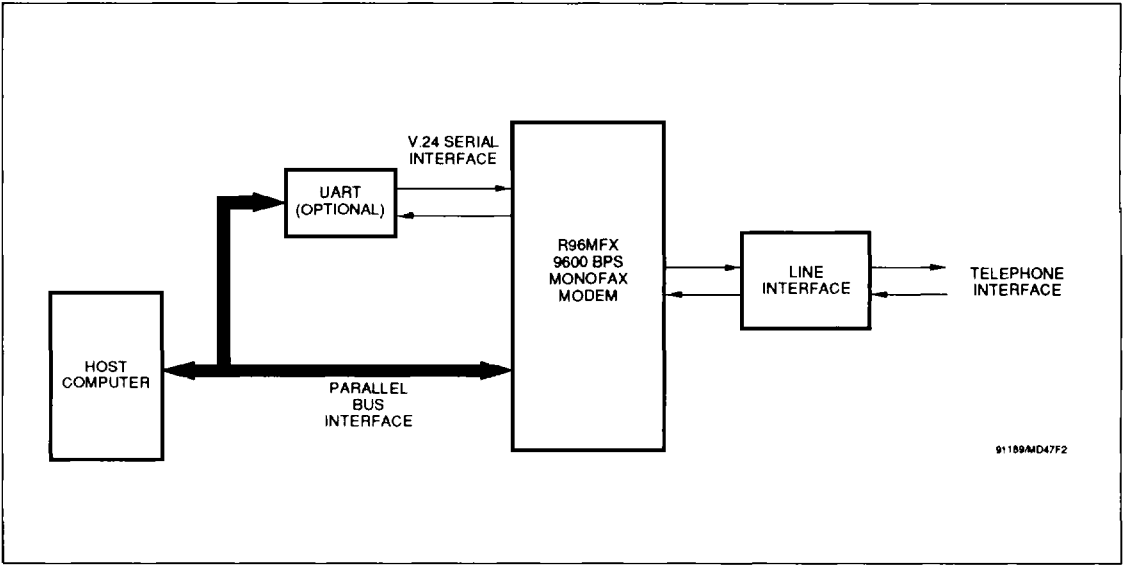 V.24 SERIAL
INTERFACE
UART
(OPTIONAL)
R96MFX
9600 BPS
MONOFAX
MODEM
LINE
INTERFACE
TELEPHONE
INTERFACE
HOST
COMPUTER
PARALLEL
BUS
INTERFACE
91189/MD47F2